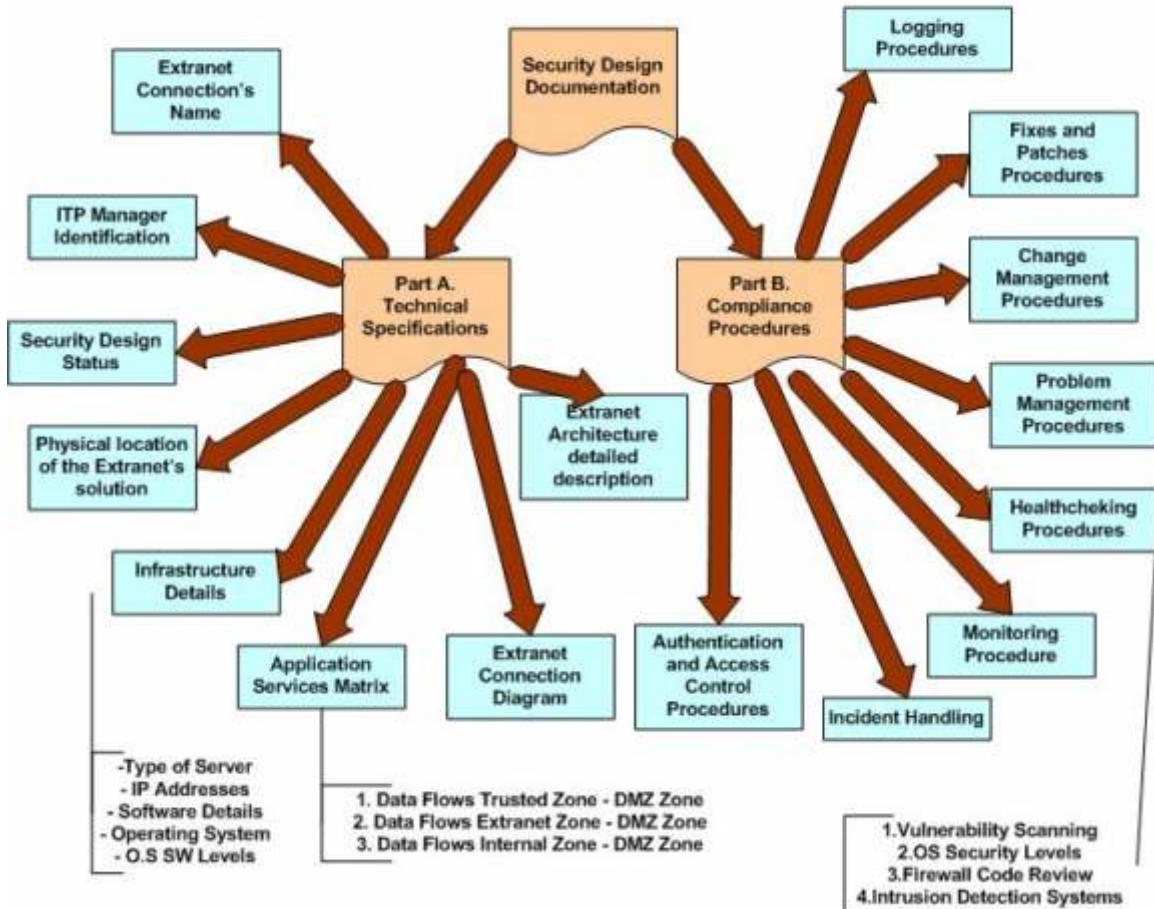 Security Design
Documentation
Extranet
Connection's
Name
ITP Manager
Identification
Security Design
Status
Physical location
of the Extranet's
solution
Infrastructure
Details
-Type of Server
- IP Addresses
- Software Details
- Operating System
- O.S SW Levels
Part A.
Technical
Specifications
Application
Services Matrix
1. Data Flows Trusted Zone - DMZ Zone
2. Data Flows Extranet Zone - DMZ Zone
3. Data Flows Internal Zone - DMZ Zone
Extranet
Connection
Diagram
Extranet
Architecture
detailed
description
Part B.
Compliance
Procedures
Logging
Procedures
Fixes and
Patches
Procedures
Change
Management
Procedures
Problem
Management
Procedures
Healthcheking
Procedures
Monitoring
Procedure
Incident Handling
Authentication
and Access
Control
Procedures
1.Vulnerability Scanning
2.OS Security Levels
3.Firewall Code Review
4.Intrusion Detection Systems